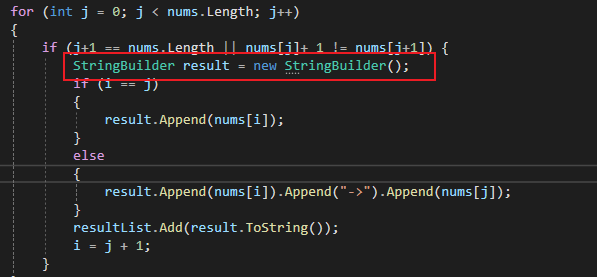 for (int j = 0; j < nums.Length; j++)
{
if (j+1 == nums.Length || nums[j]+ 1 != nums[j+1]) {
StringBuilder result = new StringBuilder();
if (i == j)
{
result.Append(nums[i]);
}
else
{
result.Append(nums[i]).Append("->").Append(nums[j]);
}
resultList.Add(result.ToString());
i = j + 1;
}